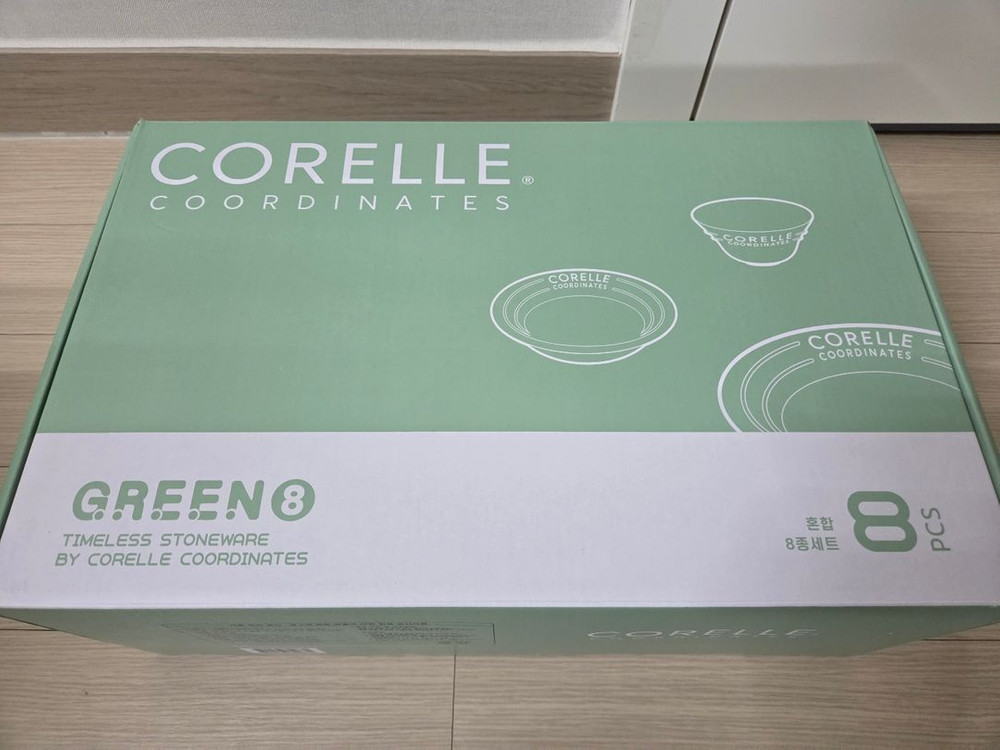 CORELLE®
COORDINATES
CORELLE
COORDINATES
CORELLE
COORDINATES
CORELLE
COORDINATES
GREEN8
TIMELESS STONEWARE
BY CORELLE COORDINATES
혼합
8종세트
8
PCS
CORELLE